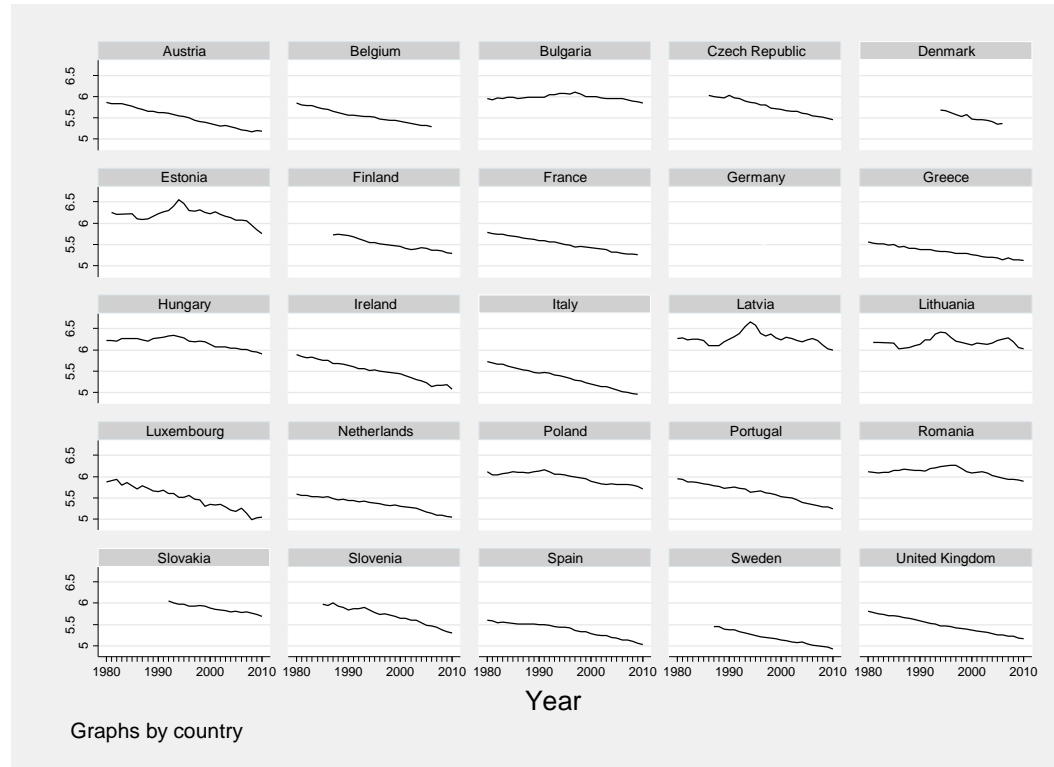 Austria Belgium Bulgaria Czech Republic Denmark
6.5
6
5.5
5
Estonia Finland France Germany Greece
6.5
6
5.5
5
Hungary Ireland Italy Latvia Lithuania
6.5
6
5.5
5
Luxembourg Netherlands Poland Portugal Romania
6.5
6
5.5
5
Slovakia Slovenia Spain Sweden United Kingdom
6.5
6
5.5
5
1980 1990 2000 2010 1980 1990 2000 2010 1980 1990 2000 2010 1980 1990 2000 2010 1980 1990 2000 2010
Year
Graphs by country